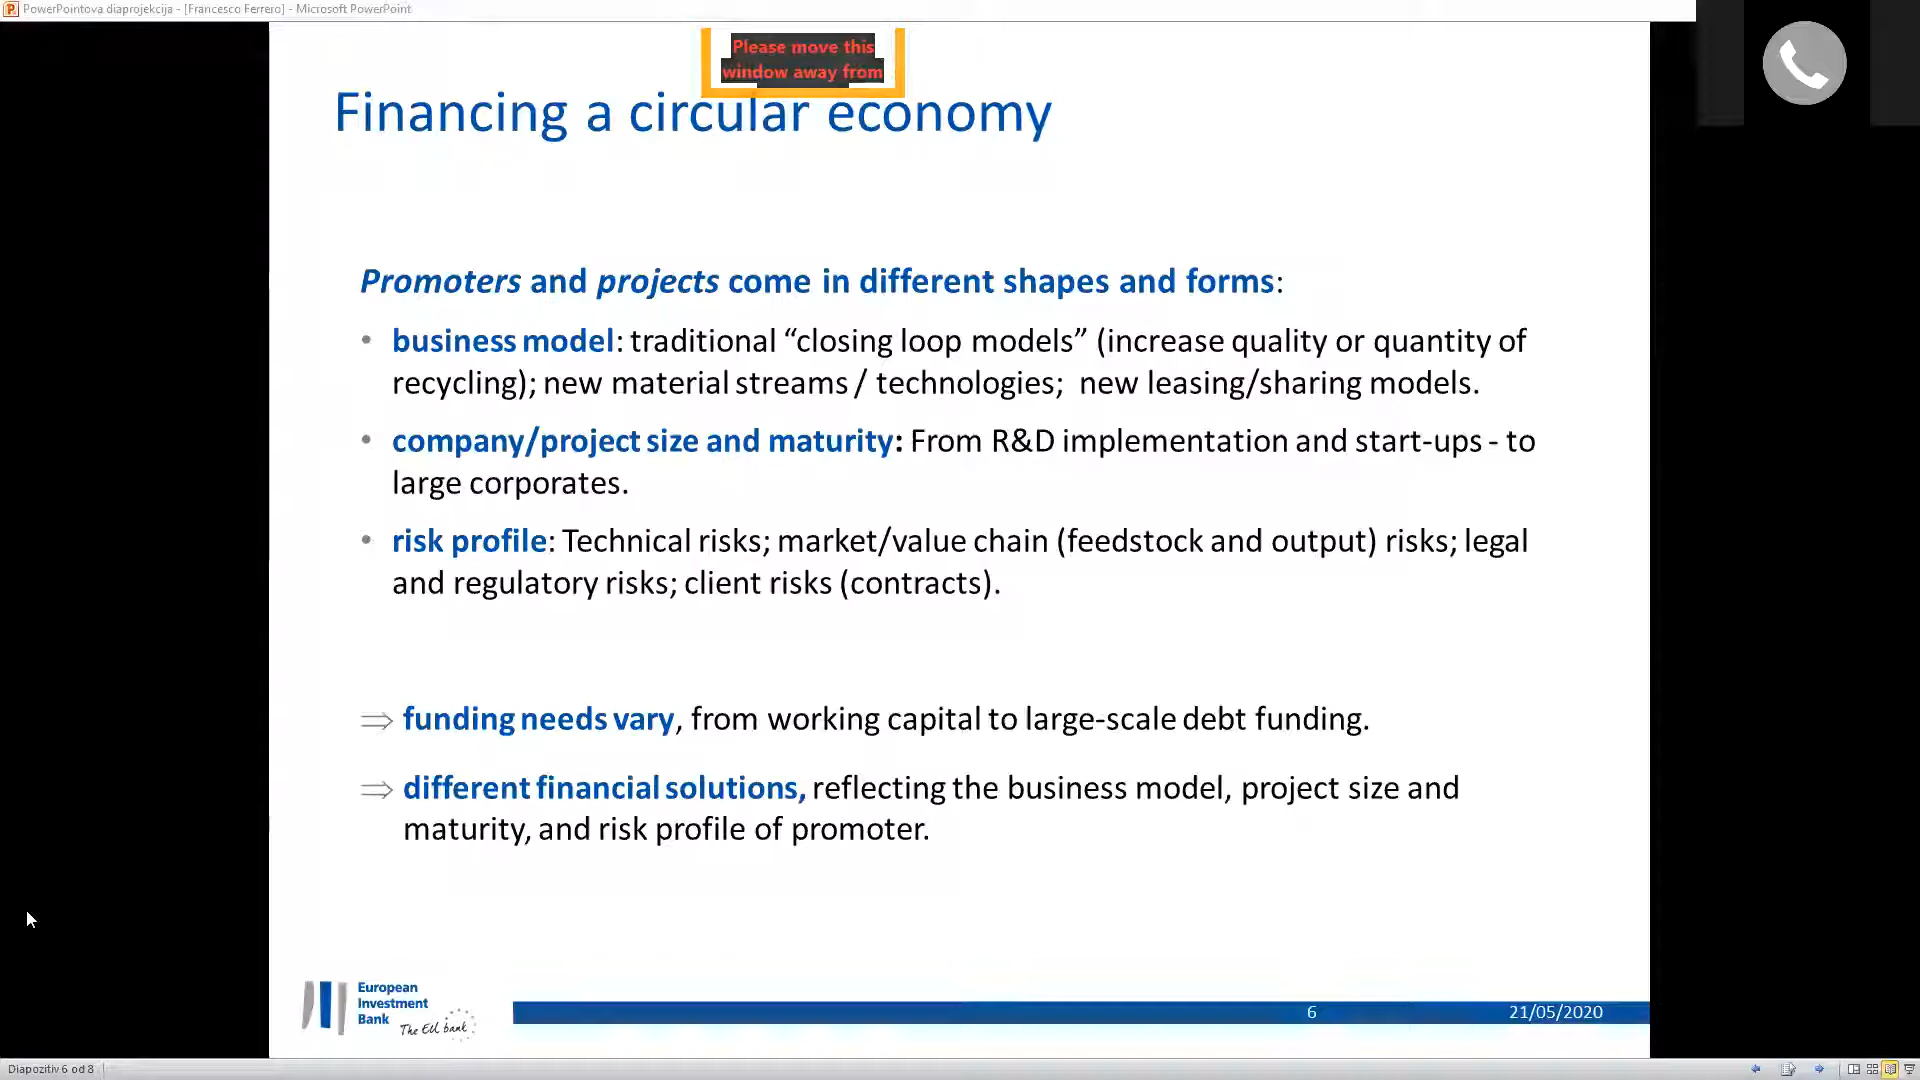 PowerPointova diaprojekcija - [Francesco Ferrero] - Microsoft PowerPoint
Please move this
window away from
Financing a circular economy
Promoters and projects come in different shapes and forms:
• business model: traditional “closing loop models” (increase quality or quantity of
recycling); new material streams / technologies;  new leasing/sharing models.
• company/project size and maturity: From R&D implementation and start-ups - to
large corporates.
• risk profile: Technical risks; market/value chain (feedstock and output) risks; legal
and regulatory risks; client risks (contracts).
⇒ funding needs vary, from working capital to large-scale debt funding.
⇒ different financial solutions, reflecting the business model, project size and
maturity, and risk profile of promoter.
European
Investment
Bank
The EU bank
6
21/05/2020
Diapozitiv 6 od 8